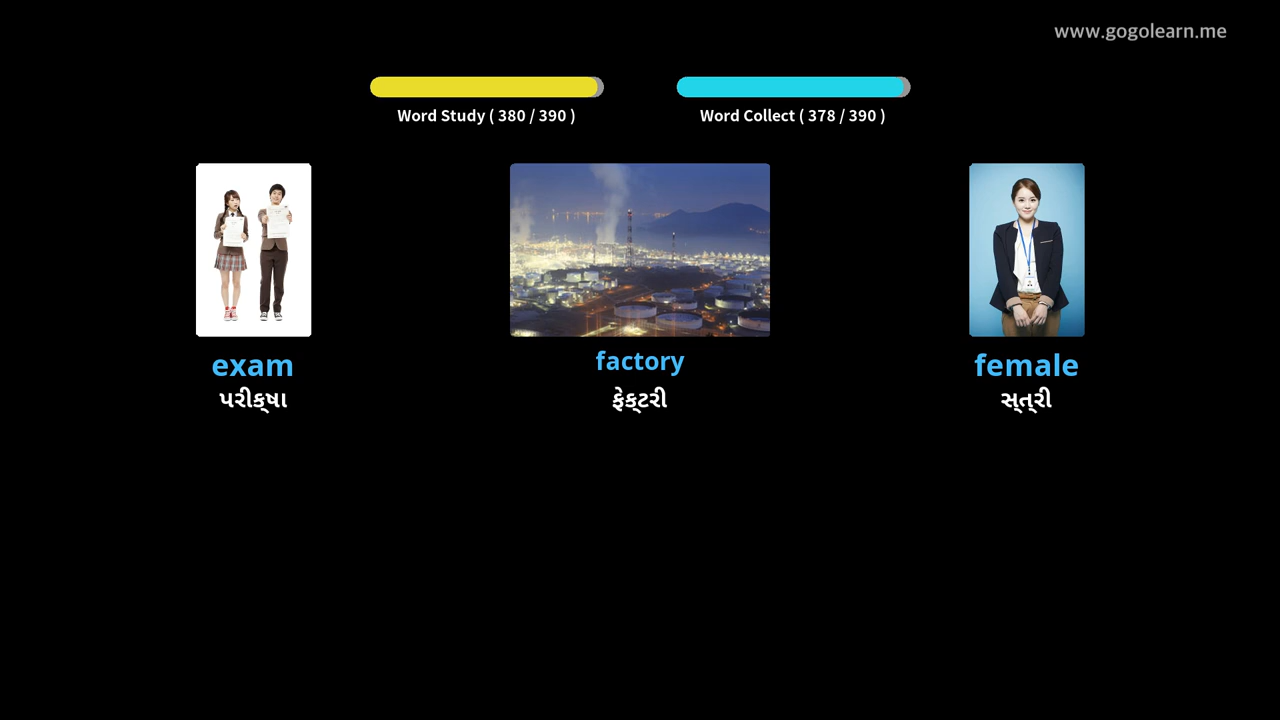 www.gogolearn.me
Word Study ( 380 / 390 )
Word Collect ( 378 / 390 )
exam
factory
female
પરીક્ષા
ફેક્ટરી
સ્ત્રી